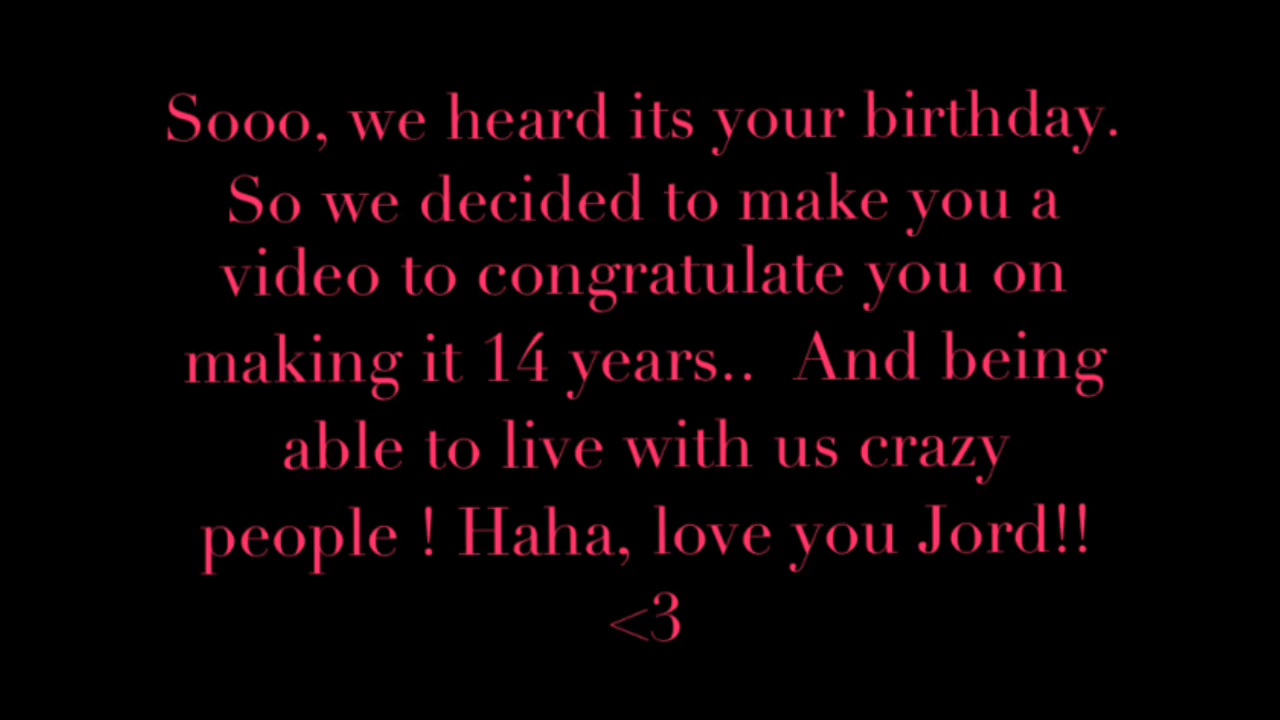 Sooo, we heard its your birthday.
So we decided to make you a
video to congratulate you on
making it 14 years..  And being
able to live with us crazy
people ! Haha, love you Jord!!
<3